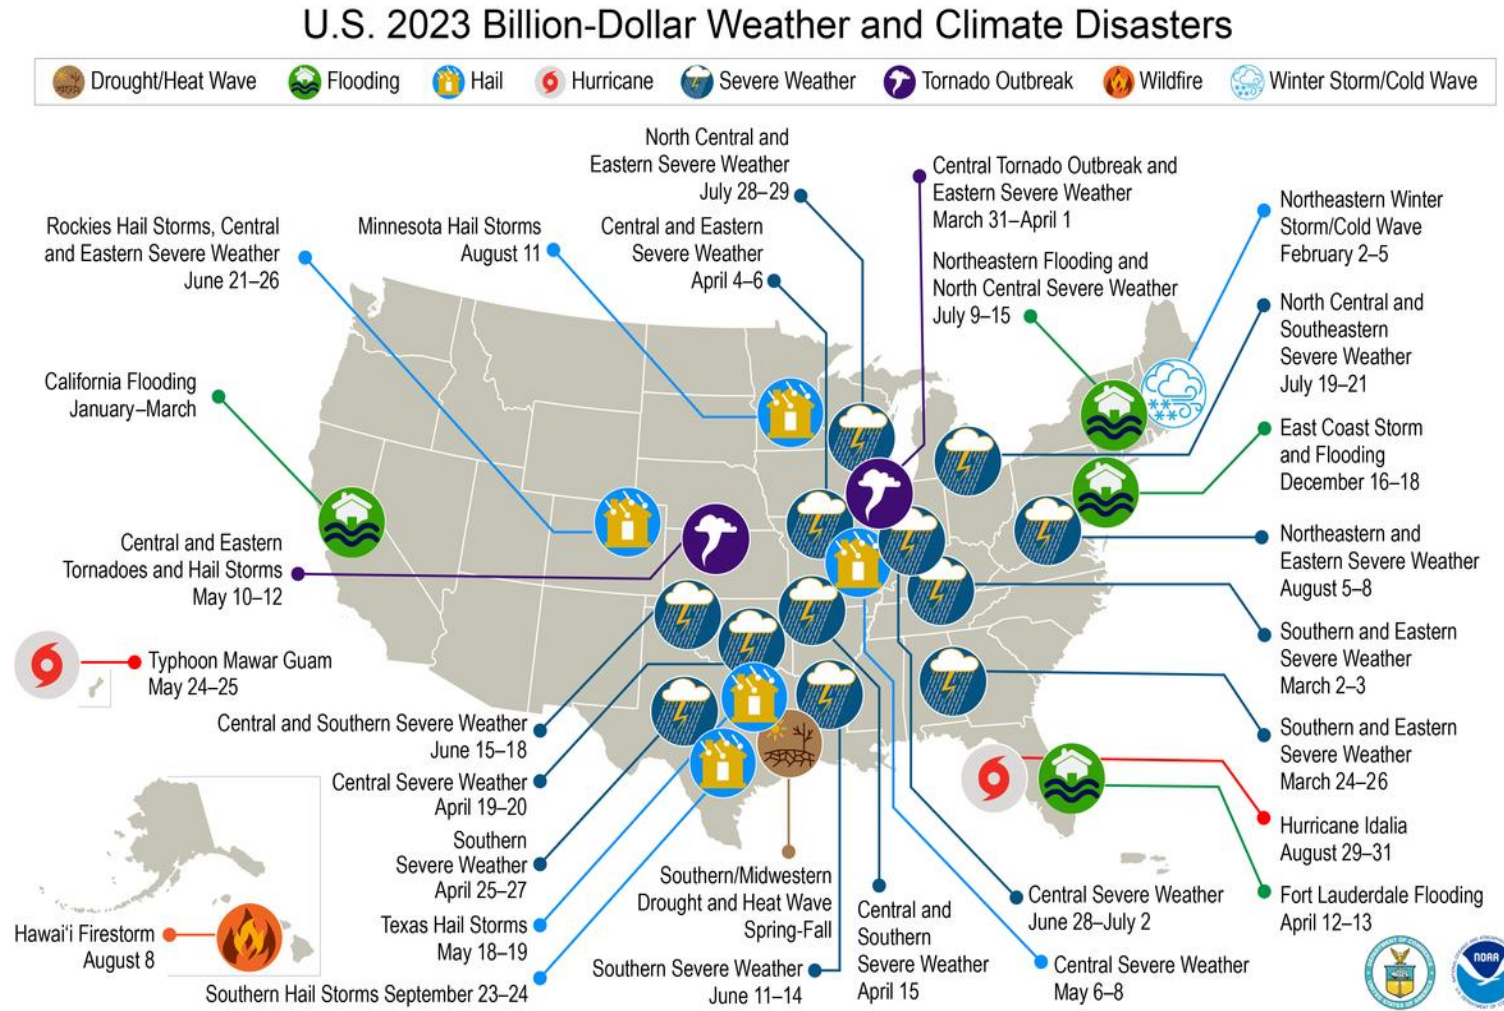 U.S. 2023 Billion-Dollar Weather and Climate Disasters
Drought/Heat Wave
Flooding
Hail
Hurricane
Severe Weather
Tornado Outbreak
Wildfire
Winter Storm/Cold Wave
North Central and
Eastern Severe Weather
July 28–29
Central Tornado Outbreak and
Eastern Severe Weather
March 31–April 1
Northeastern Winter
Storm/Cold Wave
February 2–5
Rockies Hail Storms, Central
and Eastern Severe Weather
June 21–26
Minnesota Hail Storms
August 11
Central and Eastern
Severe Weather
April 4–6
Northeastern Flooding and
North Central Severe Weather
July 9–15
North Central and
Southeastern
Severe Weather
July 19–21
California Flooding
January–March
East Coast Storm
and Flooding
December 16–18
Central and Eastern
Tornadoes and Hail Storms
May 10–12
Northeastern and
Eastern Severe Weather
August 5–8
Typhoon Mawar Guam
May 24–25
Southern and Eastern
Severe Weather
March 2–3
Central and Southern Severe Weather
June 15–18
Southern and Eastern
Severe Weather
March 24–26
Central Severe Weather
April 19–20
Hurricane Idalia
August 29–31
Southern
Severe Weather
April 25–27
Southern/Midwestern
Drought and Heat Wave
Spring-Fall
Central Severe Weather
June 28–July 2
Fort Lauderdale Flooding
April 12–13
Texas Hail Storms
May 18–19
Central and
Southern
Severe Weather
April 15
Hawai‘i Firestorm
August 8
Southern Severe Weather
June 11–14
Central Severe Weather
May 6–8
Southern Hail Storms September 23–24
NOAA